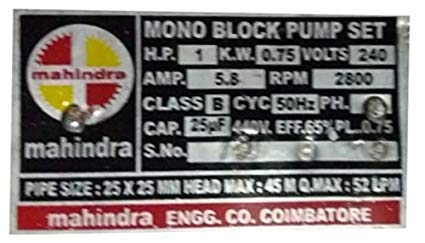 MONO BLOCK PUMP SET
H.P. 1 K.W. 0.75 VOLTS 240
mahindra
AMP. 5.8 RPM 2800
CLASS B CYC 50Hz PH.
CAP. 25µF 440V. EFF.65% PL..0.75
mahindra
S.No.
PIPE SIZE : 25 X 25 MM HEAD MAX : 45 M Q.MAX : 52 LPM
mahindra ENGG. CO. COIMBATORE